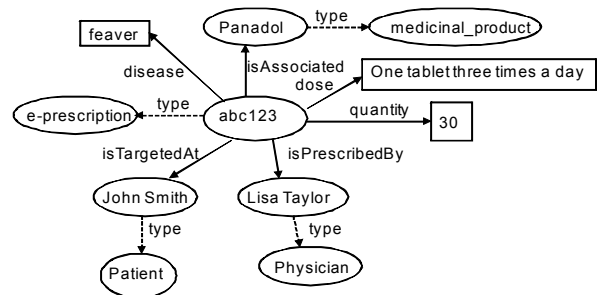 Panadol
type
medicinal_product
feaver
disease
isAssociated
dose
One tablet three times a day
e-prescription
type
abc123
quantity
30
isTargetedAt
isPrescribedBy
John Smith
Lisa Taylor
type
type
Patient
Physician